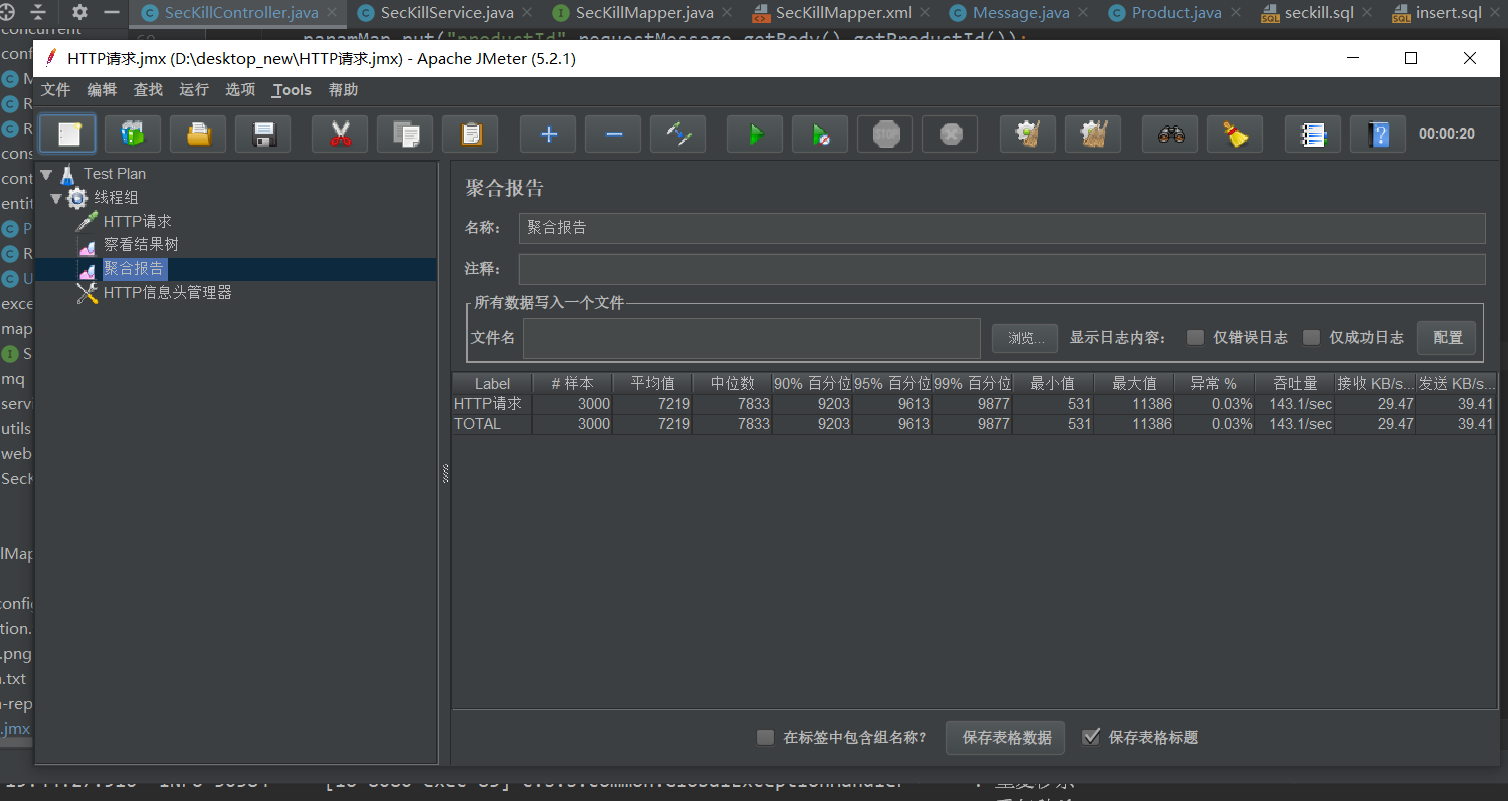 SecKillController.java SecKillService.java SecKillMapper.java SecKillMapper.xml Message.java Product.java seckill.sql insert.sql
HTTP请求.jmx (D:\desktop_new\HTTP请求.jmx) - Apache JMeter (5.2.1)
文件 编辑 查找 运行 选项 Tools 帮助
00:00:20
Test Plan
线程组
HTTP请求
察看结果树
聚合报告
HTTP信息头管理器
聚合报告
名称： 聚合报告
注释：
所有数据写入一个文件
文件名 浏览... 显示日志内容： 仅错误日志 仅成功日志 配置
Label # 样本 平均值 中位数 90% 百分位 95% 百分位 99% 百分位 最小值 最大值 异常 % 吞吐量 接收 KB/s... 发送 KB/s...
HTTP请求 3000 7219 7833 9203 9613 9877 531 11386 0.03% 143.1/sec 29.47 39.41
TOTAL 3000 7219 7833 9203 9613 9877 531 11386 0.03% 143.1/sec 29.47 39.41
在标签中包含组名称？ 保存表格数据 保存表格标题
mq
utils
web